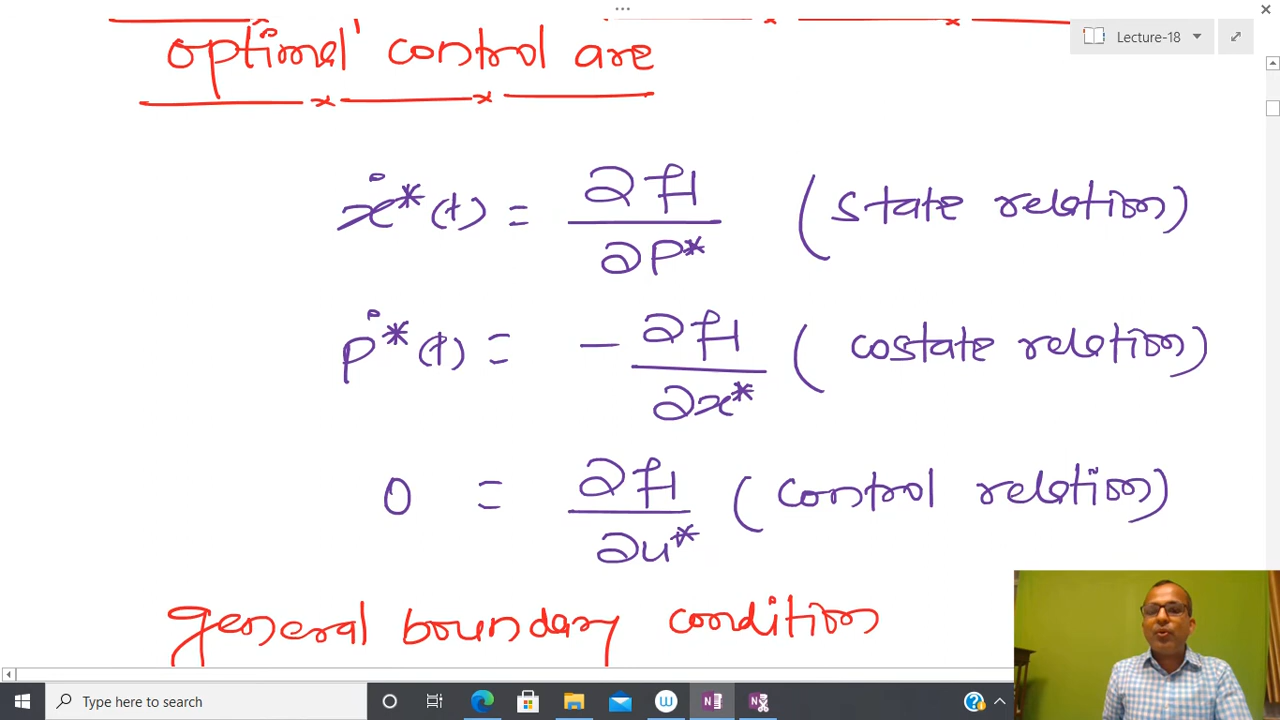 Lecture-18
optimal control are
ẋ*(t) = ∂H/∂P* (state relation)
ṗ*(t) = - ∂H/∂x* (costate relation)
0 = ∂H/∂u* (control relation)
general boundary condition
Type here to search